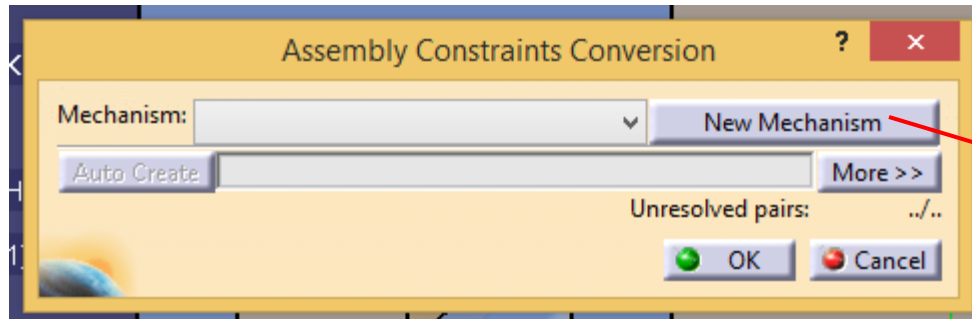 Assembly Constraints Conversion ? ×
Mechanism: New Mechanism
Auto Create More >>
Unresolved pairs: ../..
OK Cancel